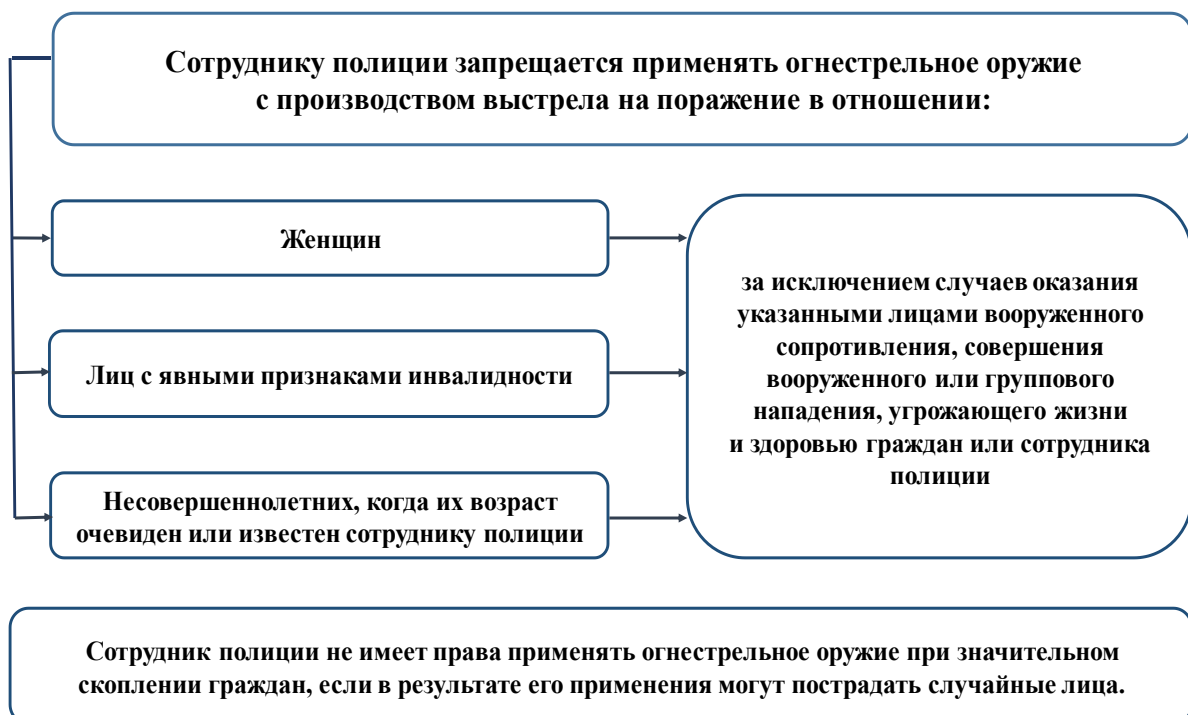 Сотруднику полиции запрещается применять огнестрельное оружие
с производством выстрела на поражение в отношении:
Женщин
Лиц с явными признаками инвалидности
Несовершеннолетних, когда их возраст
очевиден или известен сотруднику полиции
за исключением случаев оказания
указанными лицами вооруженного
сопротивления, совершения
вооруженного или группового
нападения, угрожающего жизни
и здоровью граждан или сотрудника
полиции
Сотрудник полиции не имеет права применять огнестрельное оружие при значительном
скоплении граждан, если в результате его применения могут пострадать случайные лица.